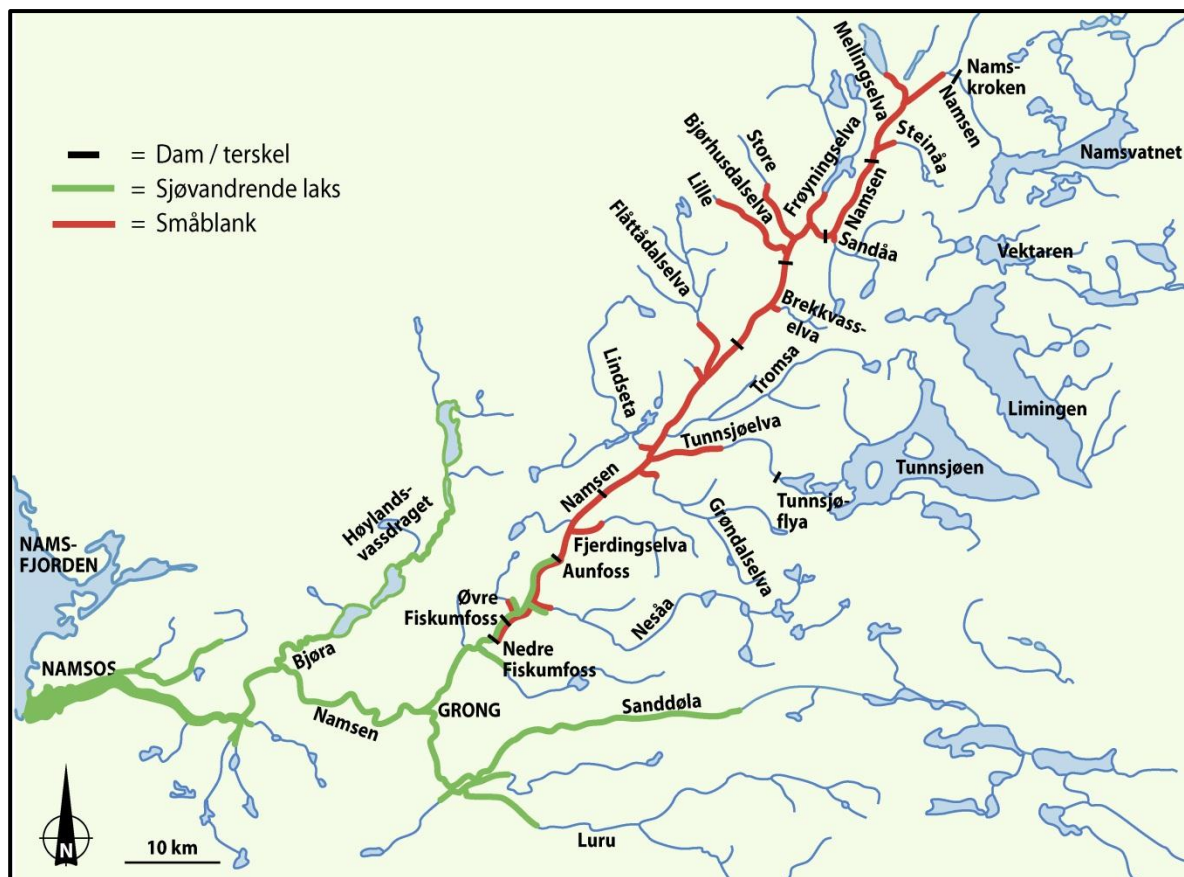 = Dam / terskel
= Sjøvandrende laks
= Småblank
Mellingselva
Nams-
kroken
Namsen
Steinåa
Namsvatnet
Frøyningselva
Store
Bjørhusdalselva
Lille
Namsen
Sandåa
Vektaren
Flåttådalselva
Brekkvass-
elva
Tromsa
Lindseta
Limingen
Tunnsjøelva
Tunnsjøen
Tunnsjø-
flya
Namsen
Grøndalselva
Høylands-
vassdraget
NAMS-
FJORDEN
Fjerdingselva
Aunfoss
Øvre
Fiskumfoss
Nesåa
Nedre
Fiskumfoss
NAMSOS
Bjøra
Namsen
GRONG
Sanddøla
Luru
N
10 km